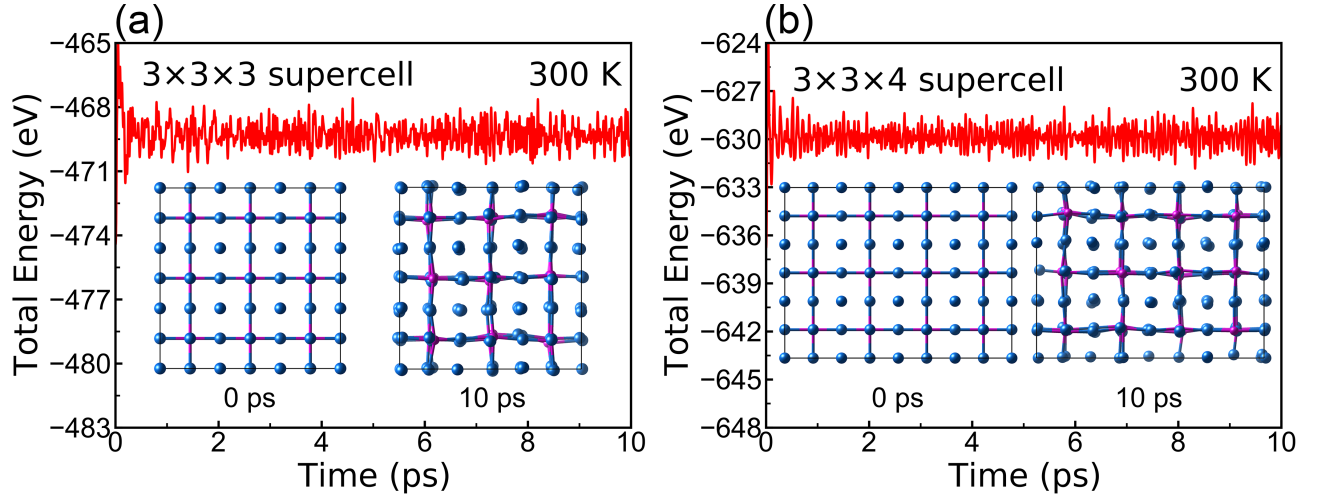 (a)
−465
−468
−471
−474
−477
−480
−483
Total Energy (eV)
3×3×3 supercell 300 K
0 ps 10 ps
0 2 4 6 8 10
Time (ps)
(b)
−624
−627
−630
−633
−636
−639
−642
−645
−648
Total Energy (eV)
3×3×4 supercell 300 K
0 ps 10 ps
0 2 4 6 8 10
Time (ps)